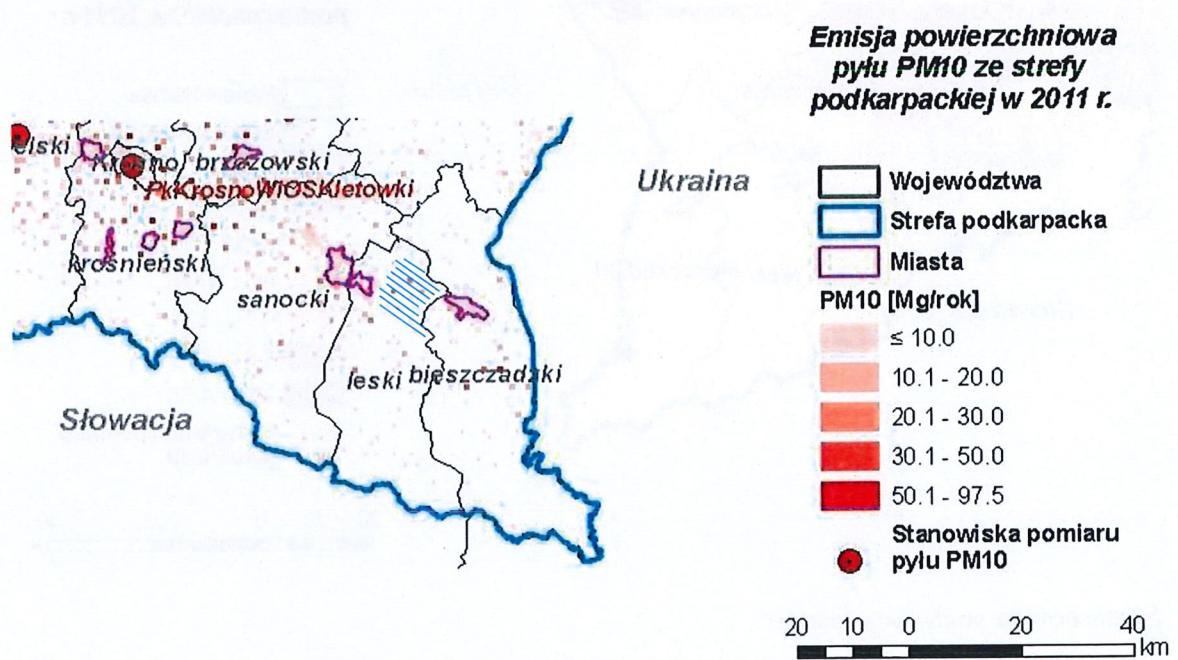 Emisja powierzchniowa
pyłu PM10 ze strefy
podkarpackiej w 2011 r.
elski
Krosno
brzozowski
PkKrosnoWIOSKletowki
krośnieński
sanocki
leski
bieszczadzki
Ukraina
Słowacja
Województwa
Strefa podkarpacka
Miasta
PM10 [Mg/rok]
≤ 10.0
10.1 - 20.0
20.1 - 30.0
30.1 - 50.0
50.1 - 97.5
Stanowiska pomiaru
pyłu PM10
20 10 0 20 40
km